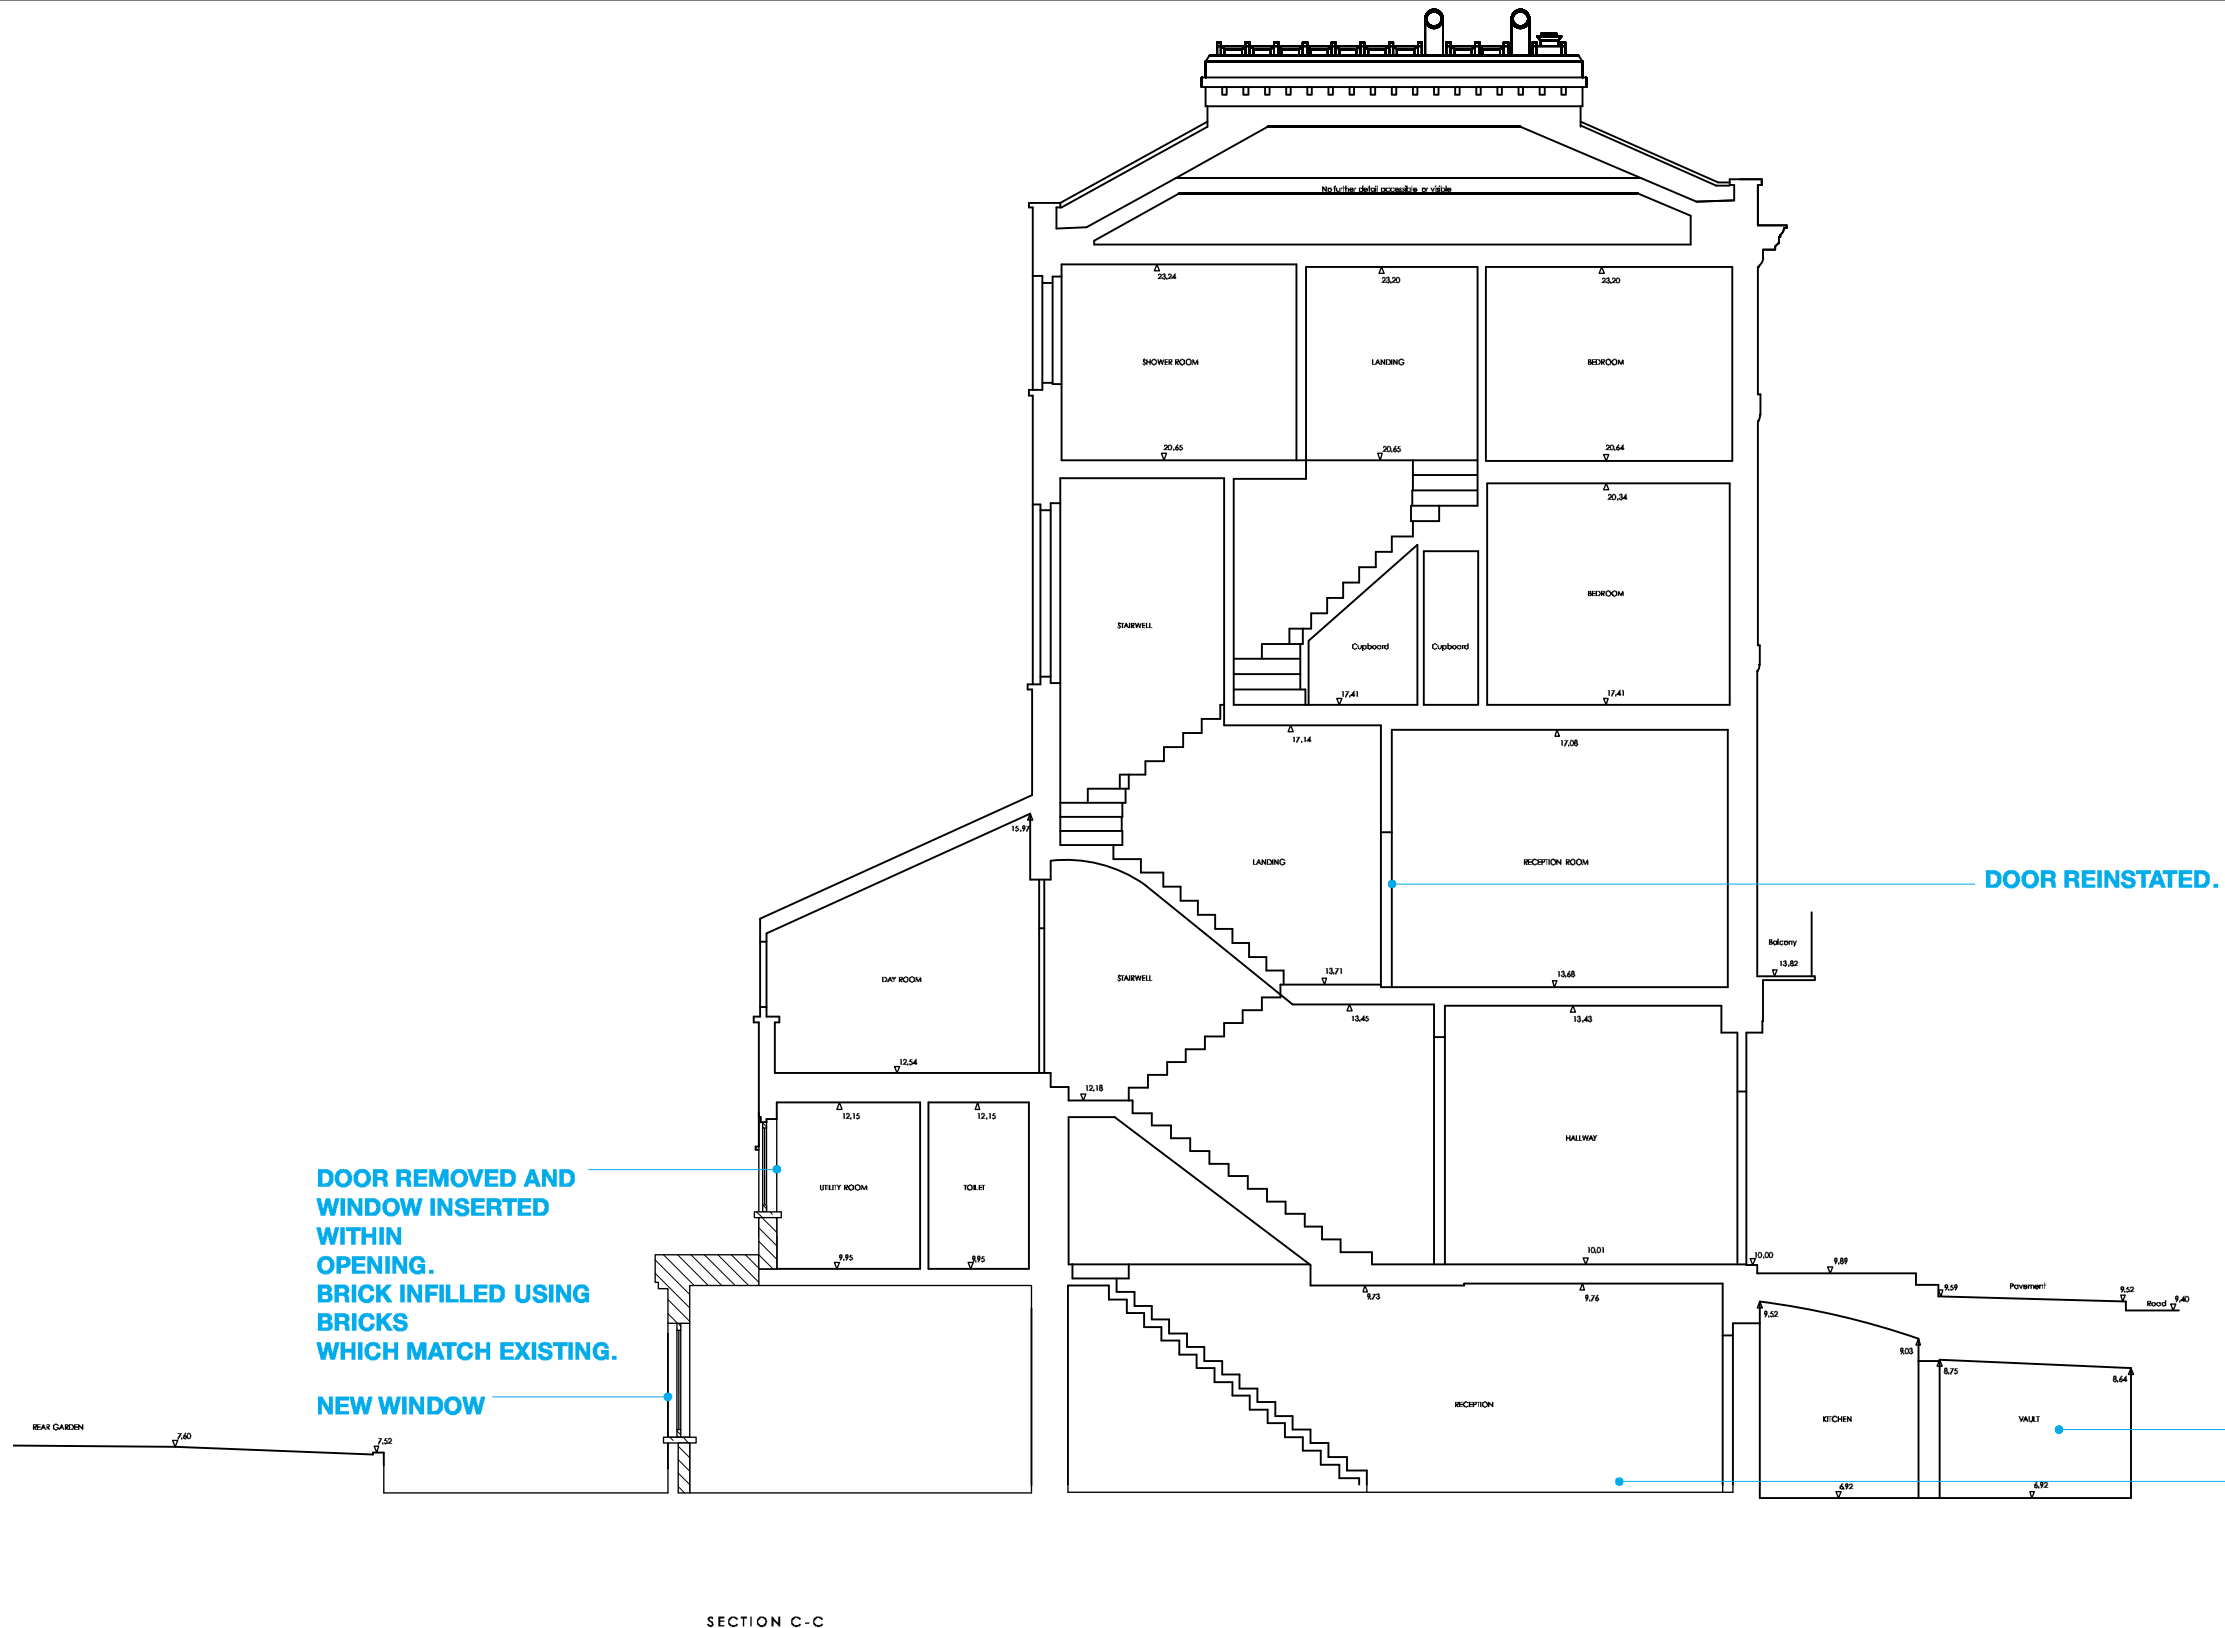 No further detail accessible or visible
23.24
23.20
23.20
SHOWER ROOM
LANDING
BEDROOM
20.65
20.65
20.64
20.34
BEDROOM
STAIRWELL
Cupboard
Cupboard
17.41
17.41
17.14
17.08
15.97
LANDING
RECEPTION ROOM
DOOR REINSTATED.
Balcony
13.82
13.71
13.68
DAY ROOM
STAIRWELL
13.45
13.43
12.54
12.18
12.15
12.15
HALLWAY
DOOR REMOVED AND
WINDOW INSERTED
WITHIN
OPENING.
BRICK INFILLED USING
BRICKS
WHICH MATCH EXISTING.
UTILITY ROOM
TOILET
9.95
9.95
10.01
10.00
9.89
9.59
Pavement
9.52
Road
9.40
9.73
9.76
9.52
9.03
8.75
8.64
NEW WINDOW
RECEPTION
KITCHEN
VAULT
REAR GARDEN
7.60
7.52
6.92
6.92
SECTION C-C